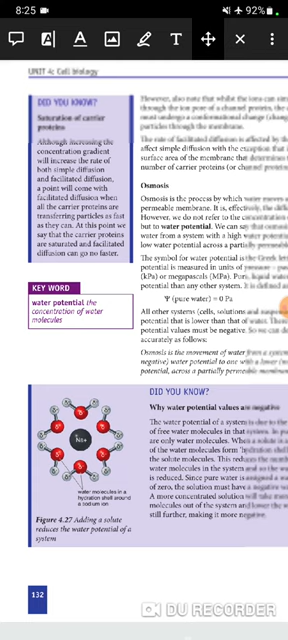 8:25
92%
A
A
T
UNIT 4: Cell biology
DID YOU KNOW?
Saturation of carrier
proteins
Although increasing the
concentration gradient
will increase the rate of
both simple diffusion
and facilitated diffusion,
a point will come with
facilitated diffusion when
all the carrier proteins are
transferring particles as fast
as they can. At this point we
say that the carrier proteins
are saturated and facilitated
diffusion can go no faster.
KEY WORD
water potential the
concentration of water
molecules
However, also note that whilst the ions can
through the ion pore of a channel protein, the
must undergo a conformational change
particles through the membrane.
The rate of facilitated diffusion is affected by
affect simple diffusion with the exception that
surface area of the membrane that determines
number of carrier proteins (or channel
Osmosis
Osmosis is the process by which water moves
permeable membrane. It is, effectively, the
However, we do not refer to the concentration
but to water potential. We can say that osmosis
water from a system with a high water potential
low water potential across a partially permeable
The symbol for water potential is the Greek
potential is measured in units of pressure –
(kPa) or megapascals (MPa). Pure, liquid water
potential than any other system. It is defined as
Ψ (pure water) = 0 Pa
All other systems (cells, solutions and
potential that is lower than that of water.
potential values must be negative. So we can
accurately as follows:
Osmosis is the movement of water from a system
negative) water potential to one with a lower
potential, across a partially permeable membrane
Na+
water molecules in a
hydration shell around
a sodium ion
Figure 4.27 Adding a solute
reduces the water potential of a
system
DID YOU KNOW?
Why water potential values are negative
The water potential of a system is due to the
of free water molecules in that system. In
are only water molecules. When a solute is
of the water molecules form 'hydration
the solute molecules. This reduces the
water molecules in the system and so the
is reduced. Since pure water is assigned a
of zero, the solution must have a negative
A more concentrated solution will take more
molecules out of the system and lower the
still further, making it more negative.
132
DU RECORDER